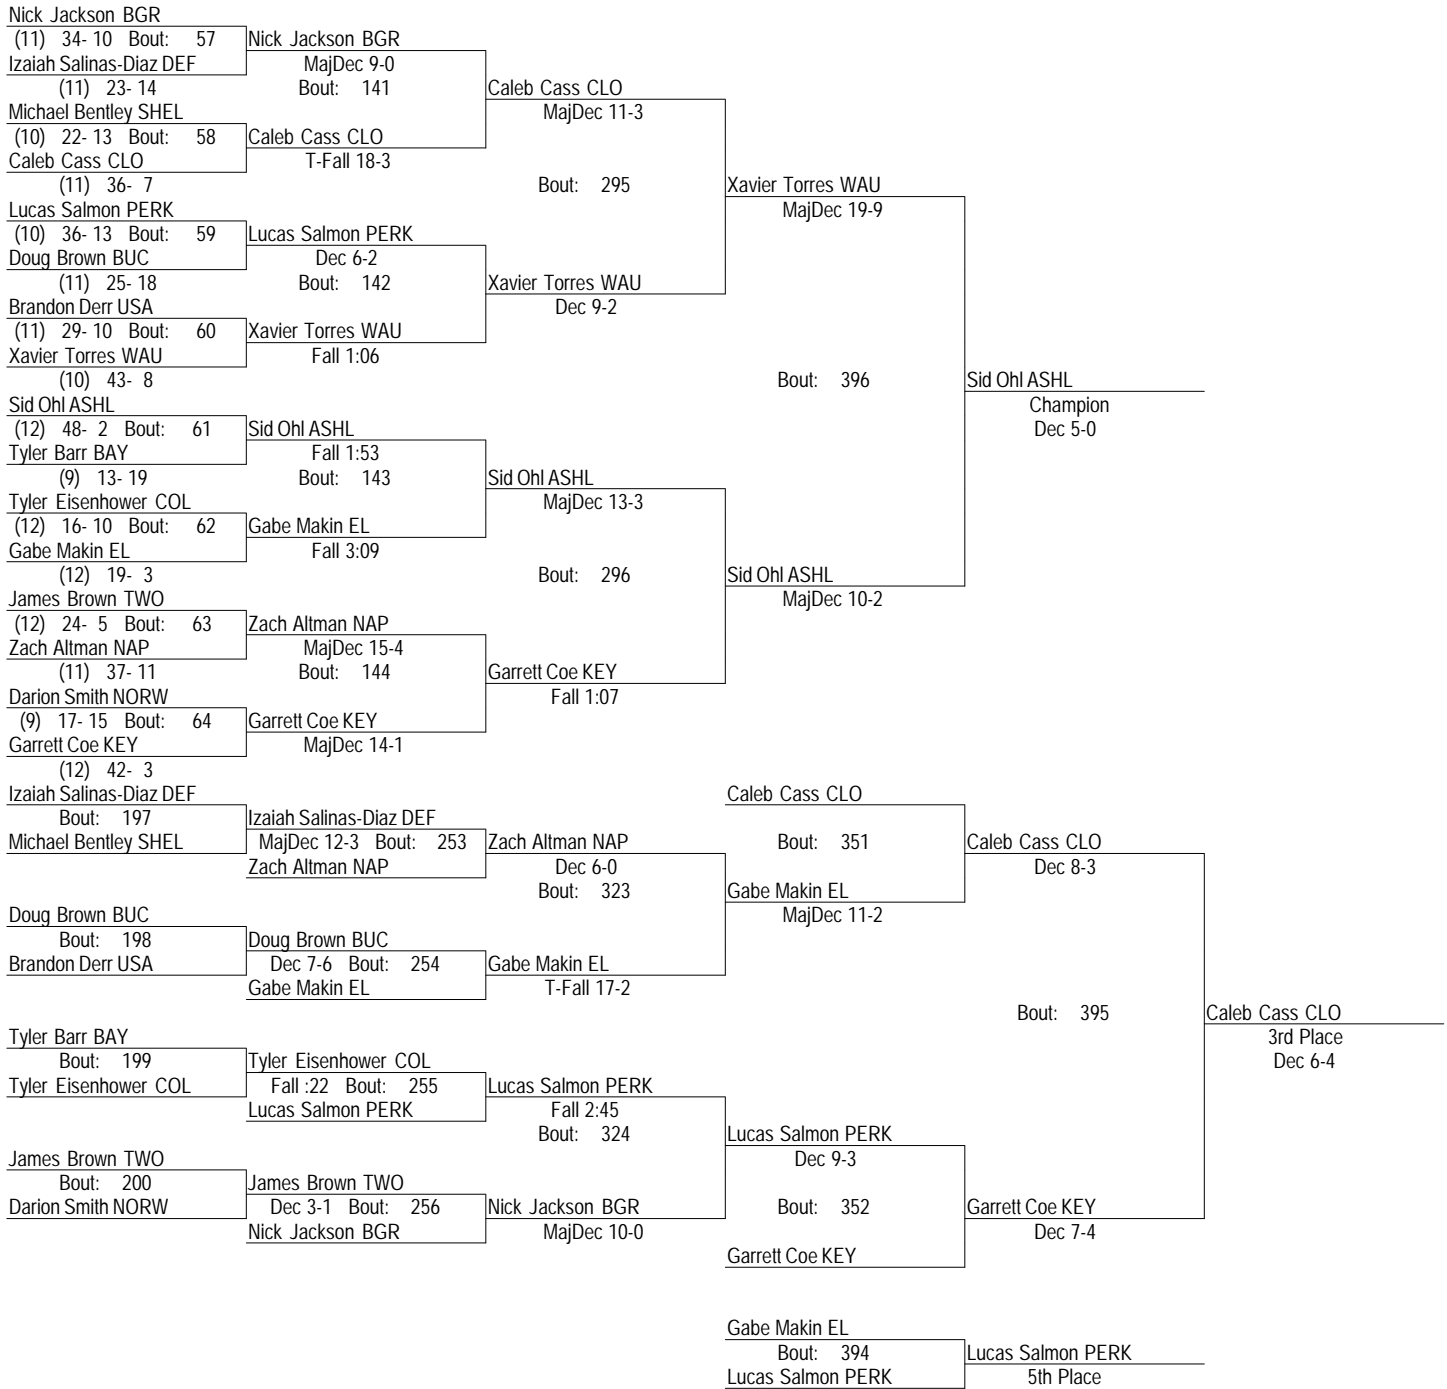 Nick Jackson BGR
(11) 34- 10 Bout: 57 Nick Jackson BGR
Izaiah Salinas-Diaz DEF MajDec 9-0
(11) 23- 14 Bout: 141 Caleb Cass CLO
Michael Bentley SHEL MajDec 11-3
(10) 22- 13 Bout: 58 Caleb Cass CLO
Caleb Cass CLO T-Fall 18-3
(11) 36- 7 Bout: 295 Xavier Torres WAU
Lucas Salmon PERK MajDec 19-9
(10) 36- 13 Bout: 59 Lucas Salmon PERK
Doug Brown BUC Dec 6-2
(11) 25- 18 Bout: 142 Xavier Torres WAU
Brandon Derr USA Dec 9-2
(11) 29- 10 Bout: 60 Xavier Torres WAU
Xavier Torres WAU Fall 1:06
(10) 43- 8 Bout: 396 Sid Ohl ASHL
Sid Ohl ASHL Champion
(12) 48- 2 Bout: 61 Sid Ohl ASHL Dec 5-0
Tyler Barr BAY Fall 1:53
(9) 13- 19 Bout: 143 Sid Ohl ASHL
Tyler Eisenhower COL MajDec 13-3
(12) 16- 10 Bout: 62 Gabe Makin EL
Gabe Makin EL Fall 3:09
(12) 19- 3 Bout: 296 Sid Ohl ASHL
James Brown TWO MajDec 10-2
(12) 24- 5 Bout: 63 Zach Altman NAP
Zach Altman NAP MajDec 15-4
(11) 37- 11 Bout: 144 Garrett Coe KEY
Darion Smith NORW Fall 1:07
(9) 17- 15 Bout: 64 Garrett Coe KEY
Garrett Coe KEY MajDec 14-1
(12) 42- 3
Izaiah Salinas-Diaz DEF Caleb Cass CLO
Bout: 197 Izaiah Salinas-Diaz DEF
Michael Bentley SHEL MajDec 12-3 Bout: 253 Zach Altman NAP Bout: 351 Caleb Cass CLO
Zach Altman NAP Dec 6-0 Dec 8-3
Bout: 323 Gabe Makin EL
Doug Brown BUC MajDec 11-2
Bout: 198 Doug Brown BUC
Brandon Derr USA Dec 7-6 Bout: 254 Gabe Makin EL
Gabe Makin EL T-Fall 17-2
Bout: 395 Caleb Cass CLO
Tyler Barr BAY 3rd Place
Bout: 199 Tyler Eisenhower COL Dec 6-4
Tyler Eisenhower COL Fall :22 Bout: 255 Lucas Salmon PERK
Lucas Salmon PERK Fall 2:45
Bout: 324 Lucas Salmon PERK
James Brown TWO Dec 9-3
Bout: 200 James Brown TWO
Darion Smith NORW Dec 3-1 Bout: 256 Nick Jackson BGR Bout: 352 Garrett Coe KEY
Nick Jackson BGR MajDec 10-0 Dec 7-4
Garrett Coe KEY
Gabe Makin EL
Bout: 394 Lucas Salmon PERK
Lucas Salmon PERK 5th Place